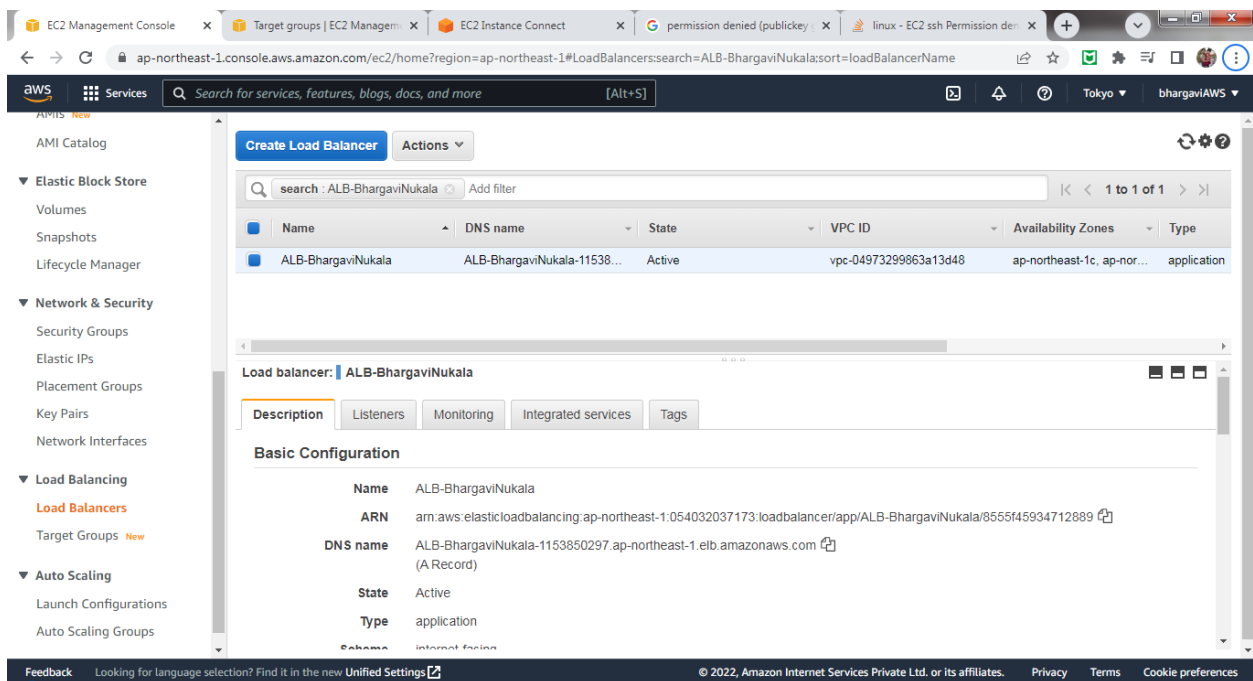 EC2 Management Console
Target groups | EC2 Managem
EC2 Instance Connect
permission denied (publickey
linux - EC2 ssh Permission den
ap-northeast-1.console.aws.amazon.com/ec2/home?region=ap-northeast-1#LoadBalancers:search=ALB-BhargaviNukala;sort=loadBalancerName
aws Services Search for services, features, blogs, docs, and more [Alt+S] Tokyo bhargaviAWS
AMIs New
AMI Catalog
Elastic Block Store
Volumes
Snapshots
Lifecycle Manager
Network & Security
Security Groups
Elastic IPs
Placement Groups
Key Pairs
Network Interfaces
Load Balancing
Load Balancers
Target Groups New
Auto Scaling
Launch Configurations
Auto Scaling Groups
Create Load Balancer Actions
search : ALB-BhargaviNukala Add filter 1 to 1 of 1
Name DNS name State VPC ID Availability Zones Type
ALB-BhargaviNukala ALB-BhargaviNukala-11538... Active vpc-04973299863a13d48 ap-northeast-1c, ap-nor... application
Load balancer: ALB-BhargaviNukala
Description Listeners Monitoring Integrated services Tags
Basic Configuration
Name ALB-BhargaviNukala
ARN arn:aws:elasticloadbalancing:ap-northeast-1:054032037173:loadbalancer/app/ALB-BhargaviNukala/8555f45934712889
DNS name ALB-BhargaviNukala-1153850297.ap-northeast-1.elb.amazonaws.com
(A Record)
State Active
Type application
Scheme internet-facing
Feedback Looking for language selection? Find it in the new Unified Settings © 2022, Amazon Internet Services Private Ltd. or its affiliates. Privacy Terms Cookie preferences